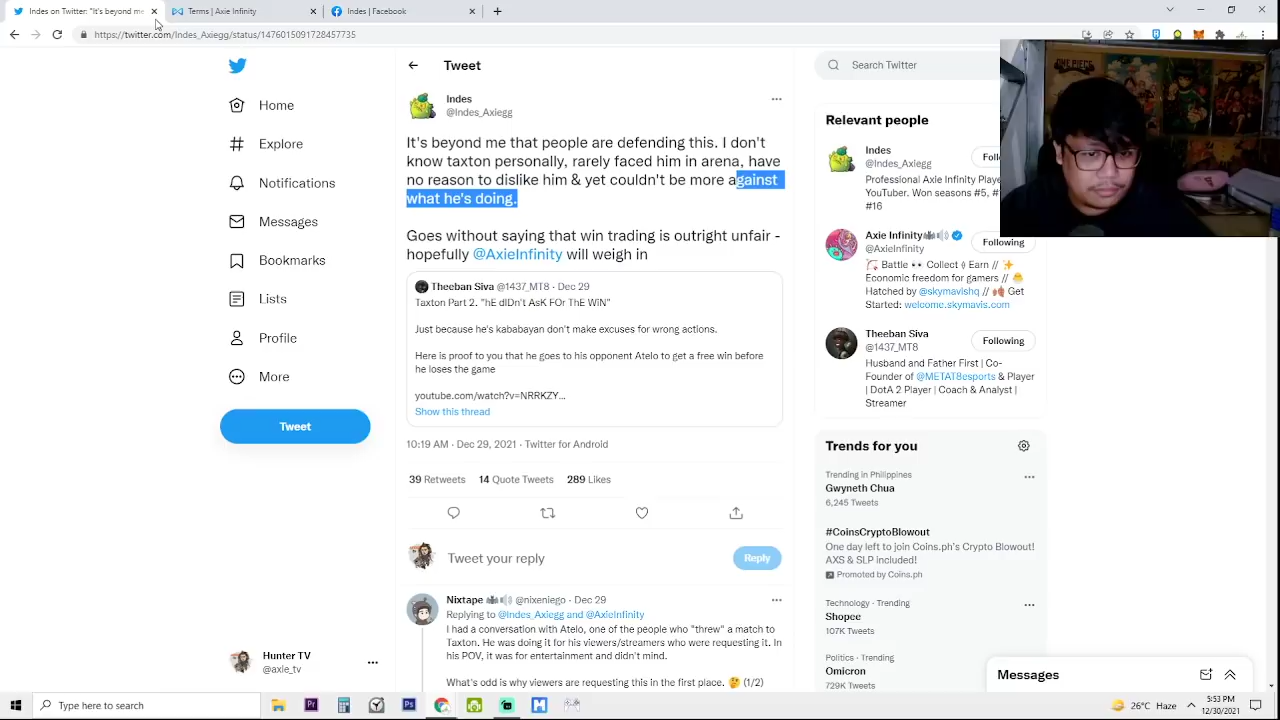 Indes on Twitter: "It's beyond me
Terms | Axie Infinity
Indes | Facebook
https://twitter.com/Indes_Axiegg/status/1476015091728457735
Home
Explore
Notifications
Messages
Bookmarks
Lists
Profile
More
Tweet
Hunter TV
@axle_tv
Tweet
Indes
@Indes_Axiegg
It's beyond me that people are defending this. I don't
know taxton personally, rarely faced him in arena, have
no reason to dislike him & yet couldn't be more against
what he's doing.
Goes without saying that win trading is outright unfair -
hopefully @AxieInfinity will weigh in
Theeban Siva @1437_MT8 · Dec 29
Taxton Part 2. "hE dIDn't AsK FOr ThE WIN"
Just because he's kababayan don't make excuses for wrong actions.
Here is proof to you that he goes to his opponent Atelo to get a free win before
he loses the game
youtube.com/watch?v=NRRKZY...
Show this thread
10:19 AM · Dec 29, 2021 · Twitter for Android
39 Retweets 14 Quote Tweets 289 Likes
Tweet your reply
Reply
Nixtape @nixeniego · Dec 29
Replying to @Indes_Axiegg and @AxieInfinity
I had a conversation with Atelo, one of the people who "threw" a match to
Taxton. He was doing it for his viewers/streamers who were requesting it. In
his POV, it was for entertainment and didn't mind.
What's odd is why viewers are requesting this in the first place. 🤔 (1/2)
Search Twitter
Relevant people
Indes
@Indes_Axiegg
Professional Axie Infinity
YouTuber. Won seasons #5,
#16
Axie Infinity
@AxieInfinity
Following
Battle 👀 Collect Earn // ✨
Economic freedom for gamers //
Hatched by @skymavishq // Get
Started: welcome.skymavis.com
Theeban Siva
@1437_MT8
Following
Husband and Father First | Co-
Founder of @METAT8esports & Player
| DotA 2 Player | Coach & Analyst |
Streamer
Trends for you
Trending in Philippines
Gwyneth Chua
6,245 Tweets
#CoinsCryptoBlowout
One day left to join Coins.ph's Crypto Blowout!
AXS & SLP included!
Promoted by Coins.ph
Technology · Trending
Shopee
107K Tweets
Politics · Trending
Omicron
729K Tweets
Messages
Type here to search
26°C Haze
5:53 PM
12/30/2021